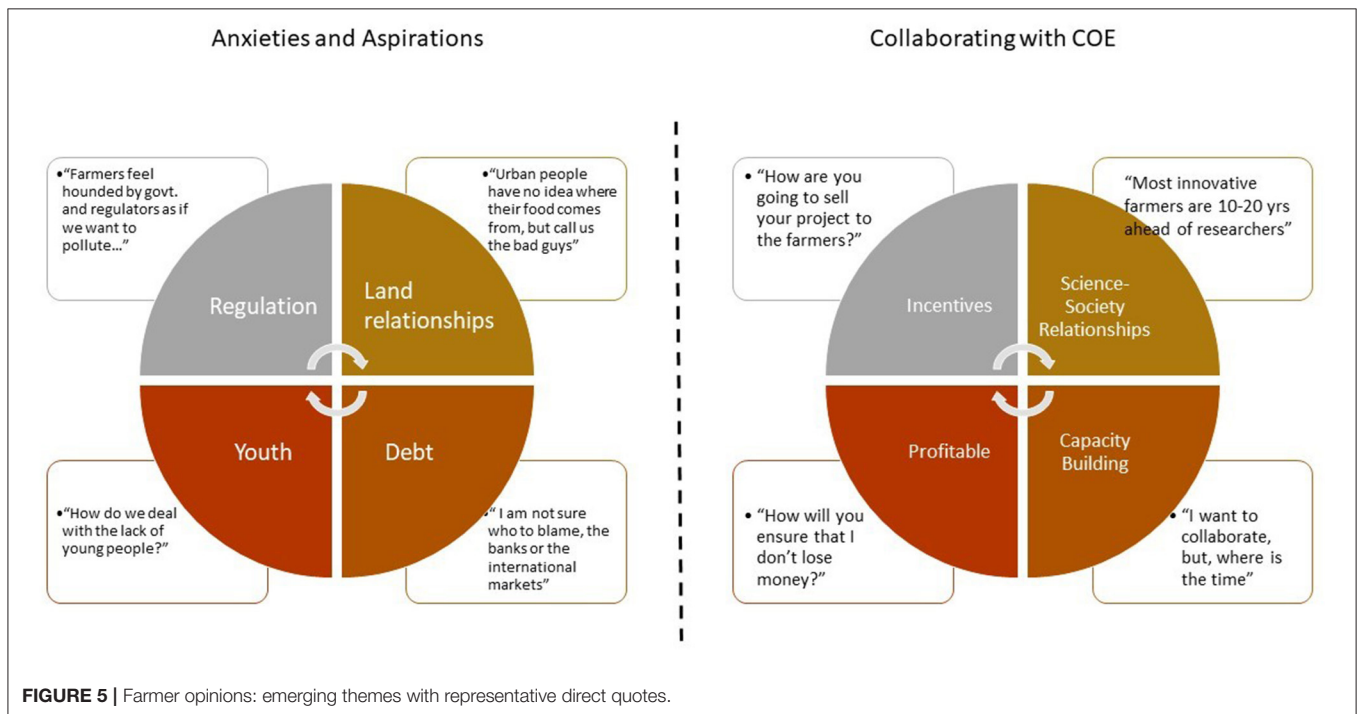 Anxieties and Aspirations
•“Farmers feel
hounded by govt.
and regulators as if
we want to
pollute...”
•“Urban people
have no idea where
their food comes
from, but call us
the bad guys”
Regulation
Land
relationships
Youth
Debt
•“How do we deal
with the lack of
young people?”
•“ I am not sure
who to blame, the
banks or the
international
markets”
Collaborating with COE
• “How are you
going to sell
your project to
the farmers?”
“Most innovative
farmers are 10-20 yrs
ahead of researchers”
Incentives
Science-
Society
Relationships
Profitable
Capacity
Building
• “How will you
ensure that I
don’t lose
money?”
• “I want to
collaborate,
but, where is
the time”
FIGURE 5 | Farmer opinions: emerging themes with representative direct quotes.